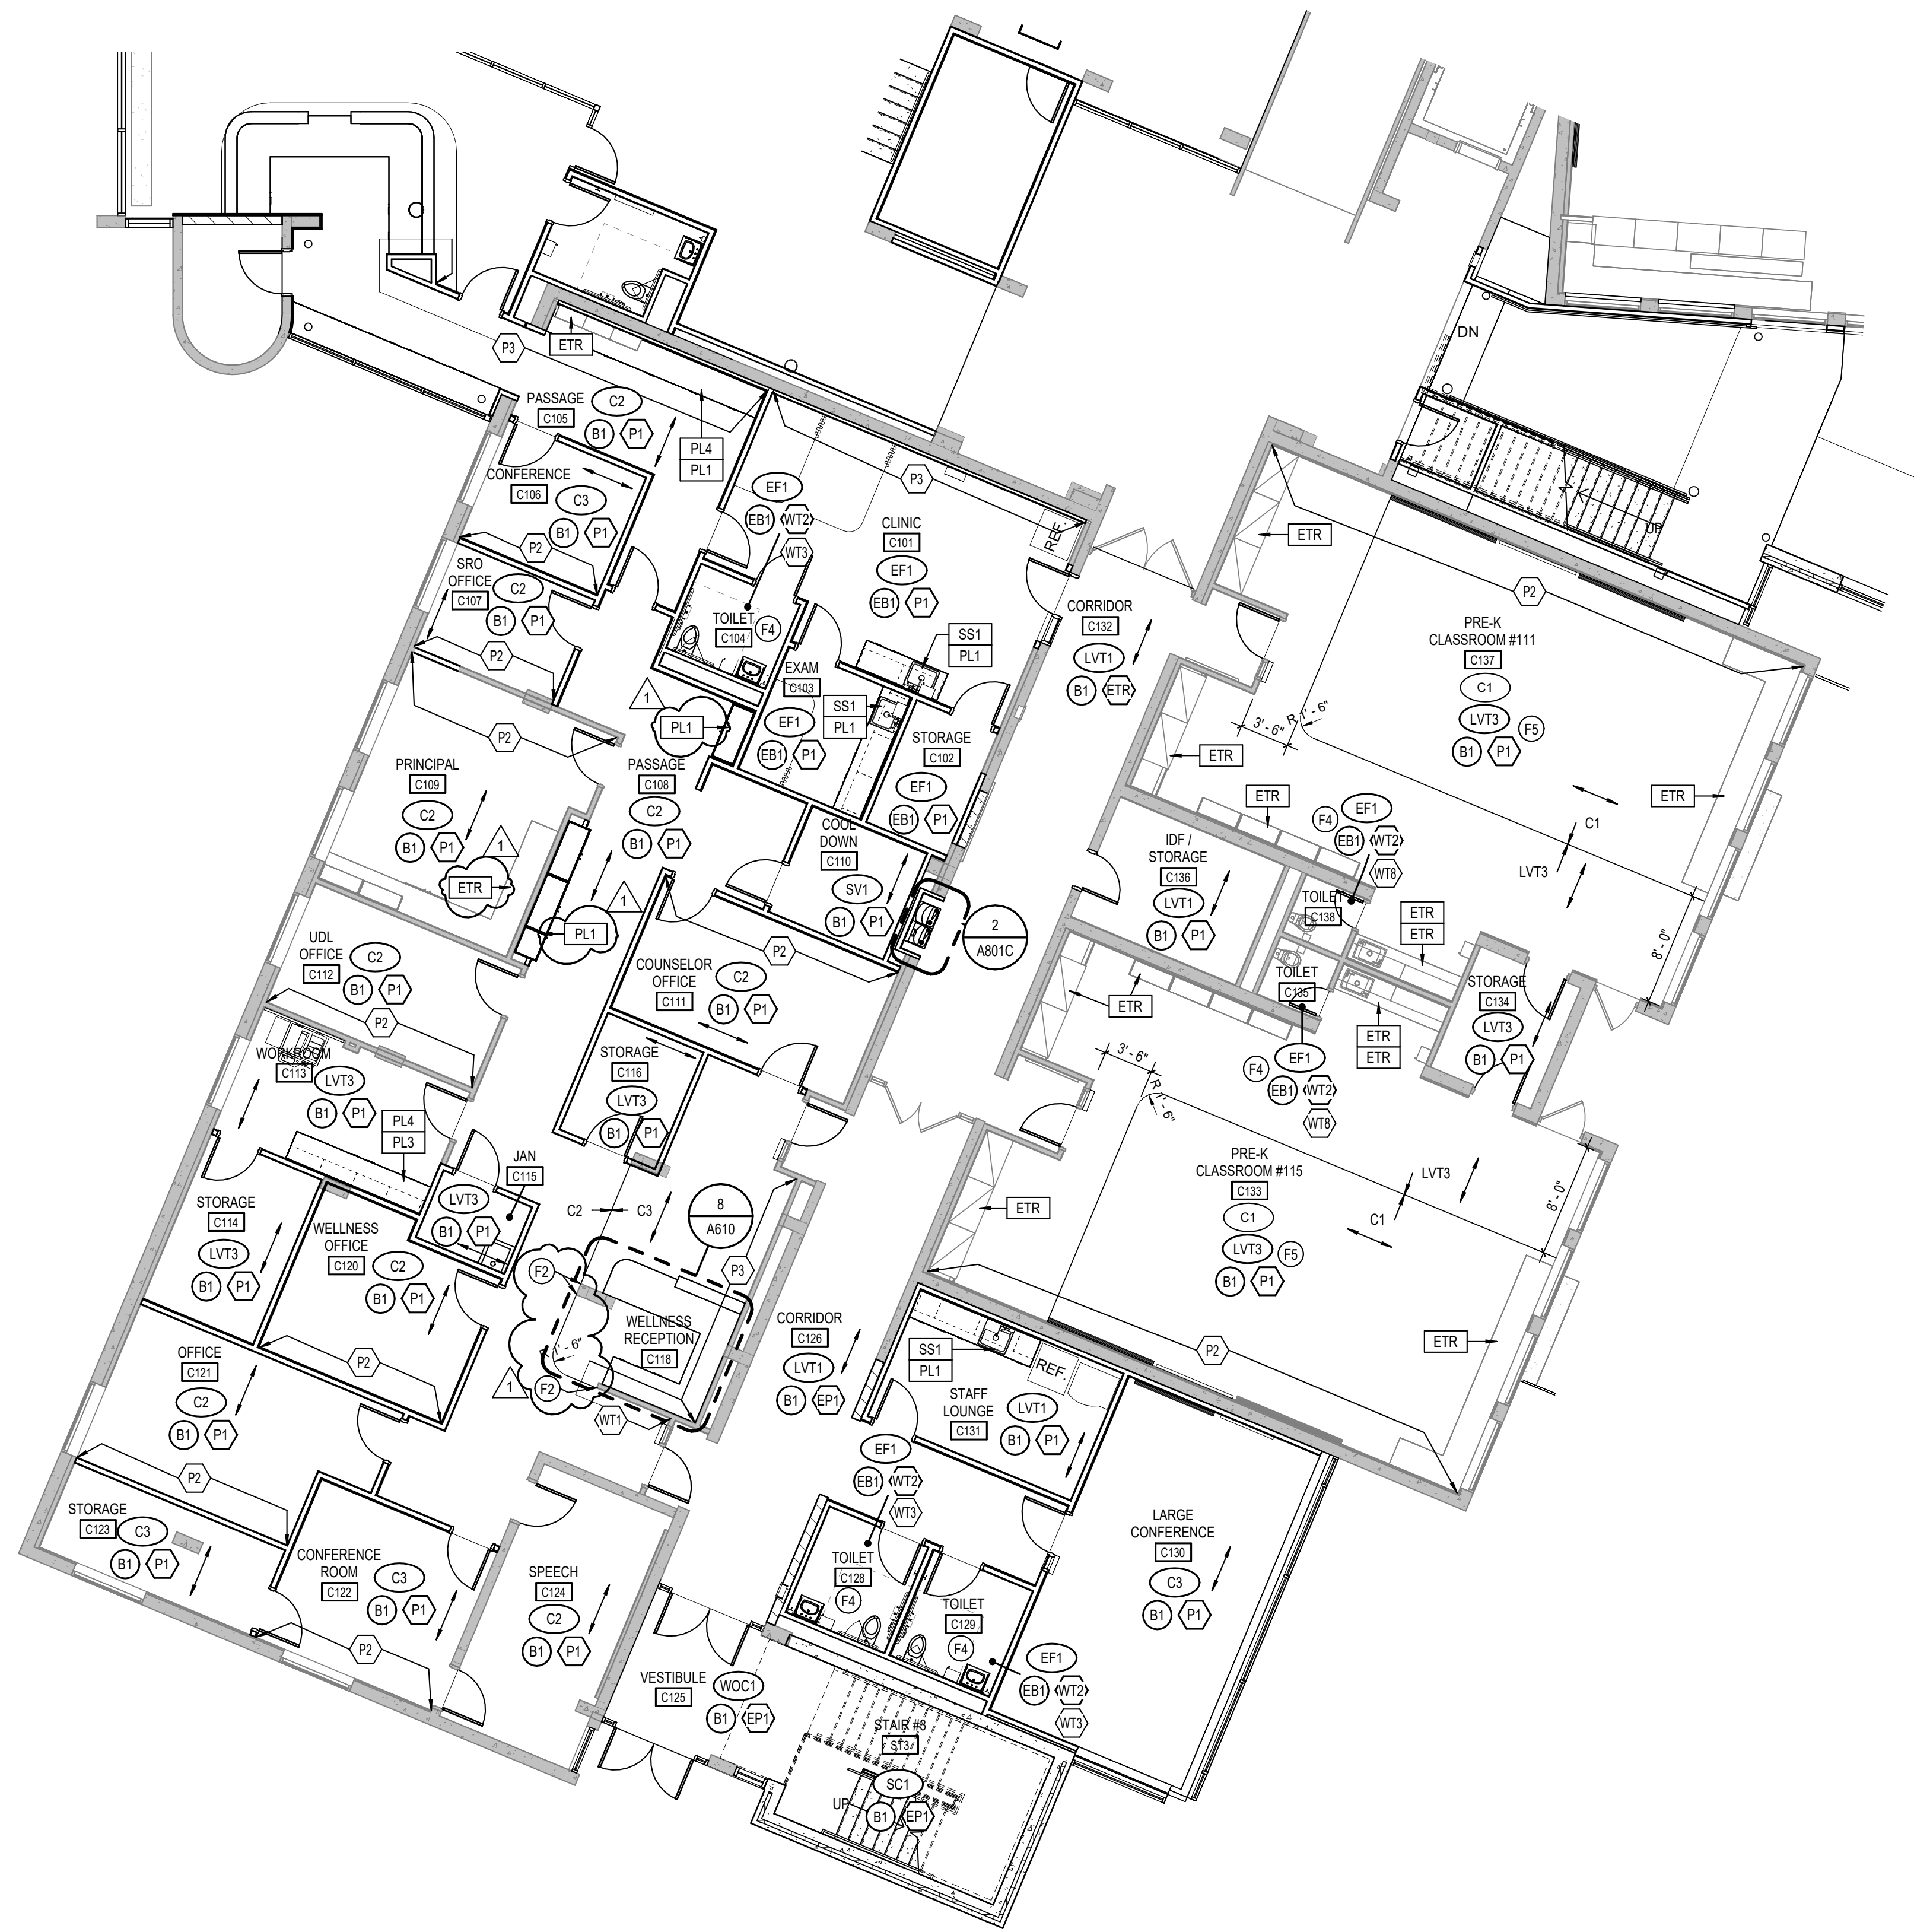 DN
UP
P3
ETR
PASSAGE
C105
C2
B1
P1
PL4
PL1
CONFERENCE
C106
C3
B1
P1
P2
EF1
EB1
WT2
WT3
P3
CLINIC
C101
EF1
EB1
P1
REF.
SRO
OFFICE
C107
C2
B1
P1
P2
TOILET
C104
F4
SS1
PL1
CORRIDOR
C132
LVT1
B1
ETR
ETR
P2
PRE-K
CLASSROOM #111
C137
C1
LVT3
F5
B1
P1
3' - 6"
R 1' - 6"
EXAM
C103
EF1
EB1
P1
SS1
PL1
1
PL1
STORAGE
C102
EF1
EB1
P1
ETR
P2
PRINCIPAL
C109
C2
B1
P1
1
ETR
PASSAGE
C108
C2
B1
P1
1
PL1
COOL
DOWN
C110
SV1
B1
P1
2
A801C
ETR
F4
EF1
EB1
WT2
WT8
ETR
C1
LVT3
IDF /
STORAGE
C136
LVT1
B1
P1
TOILET
C138
ETR
ETR
8' - 0"
UDL
OFFICE
C112
C2
B1
P1
P2
COUNSELOR
OFFICE
C111
C2
B1
P1
P2
ETR
TOILET
C135
STORAGE
C134
LVT3
B1
P1
ETR
ETR
EF1
F4
EB1
WT2
WT8
WORKROOM
C113
LVT3
B1
P1
PL4
PL3
STORAGE
C116
LVT3
B1
P1
3' - 6"
R 1' - 6"
JAN
C115
LVT3
B1
P1
PRE-K
CLASSROOM #115
C133
C1
LVT3
F5
B1
P1
LVT3
C1
8' - 0"
ETR
STORAGE
C114
LVT3
B1
P1
WELLNESS
OFFICE
C120
C2
B1
P1
P2
C2
C3
8
A610
P3
F2
1' - 6"
F2
1
WT1
WELLNESS
RECEPTION
C118
CORRIDOR
C126
LVT1
B1
EP1
SS1
PL1
REF.
P2
ETR
OFFICE
C121
C2
B1
P1
P2
STAFF
LOUNGE
C131
LVT1
B1
P1
EF1
EB1
WT2
WT3
STORAGE
C123
C3
B1
P1
CONFERENCE
ROOM
C122
C3
B1
P1
P2
SPEECH
C124
C2
B1
P1
TOILET
C128
F4
TOILET
C129
F4
LARGE
CONFERENCE
C130
C3
B1
P1
EF1
EB1
WT2
WT3
VESTIBULE
C125
WOC1
B1
EP1
STAIR #3
ST3
SC1
UP
B1
EP1